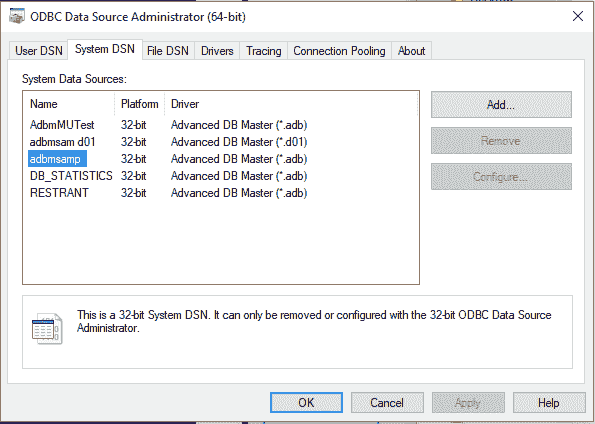 ODBC Data Source Administrator (64-bit)
User DSN System DSN File DSN Drivers Tracing Connection Pooling About
System Data Sources:
Name Platform Driver
AdbmMUTest 32-bit Advanced DB Master (*.adb)
adbmsam d01 32-bit Advanced DB Master (*.d01)
adbmsamp 32-bit Advanced DB Master (*.adb)
DB_STATISTICS 32-bit Advanced DB Master (*.adb)
RESTRANT 32-bit Advanced DB Master (*.adb)
Add...
Remove
Configure...
This is a 32-bit System DSN. It can only be removed or configured with the 32-bit ODBC Data Source
Administrator.
OK Cancel Apply Help